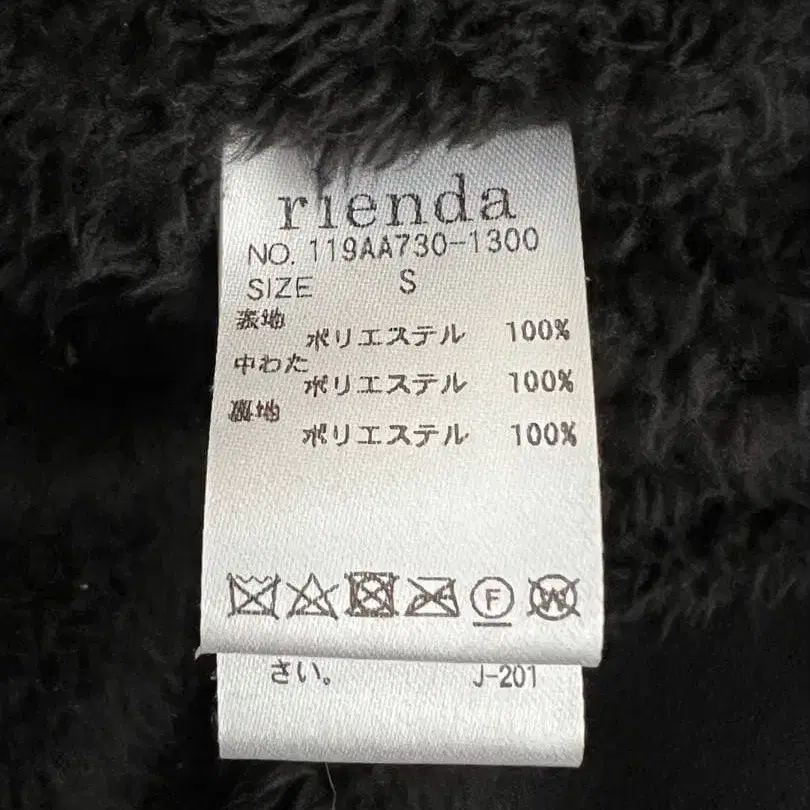 rienda
NO. 119AA730-1300
SIZE S
表地
ポリエステル 100%
中わた
ポリエステル 100%
裏地
ポリエステル 100%
F W
さい。 J-201